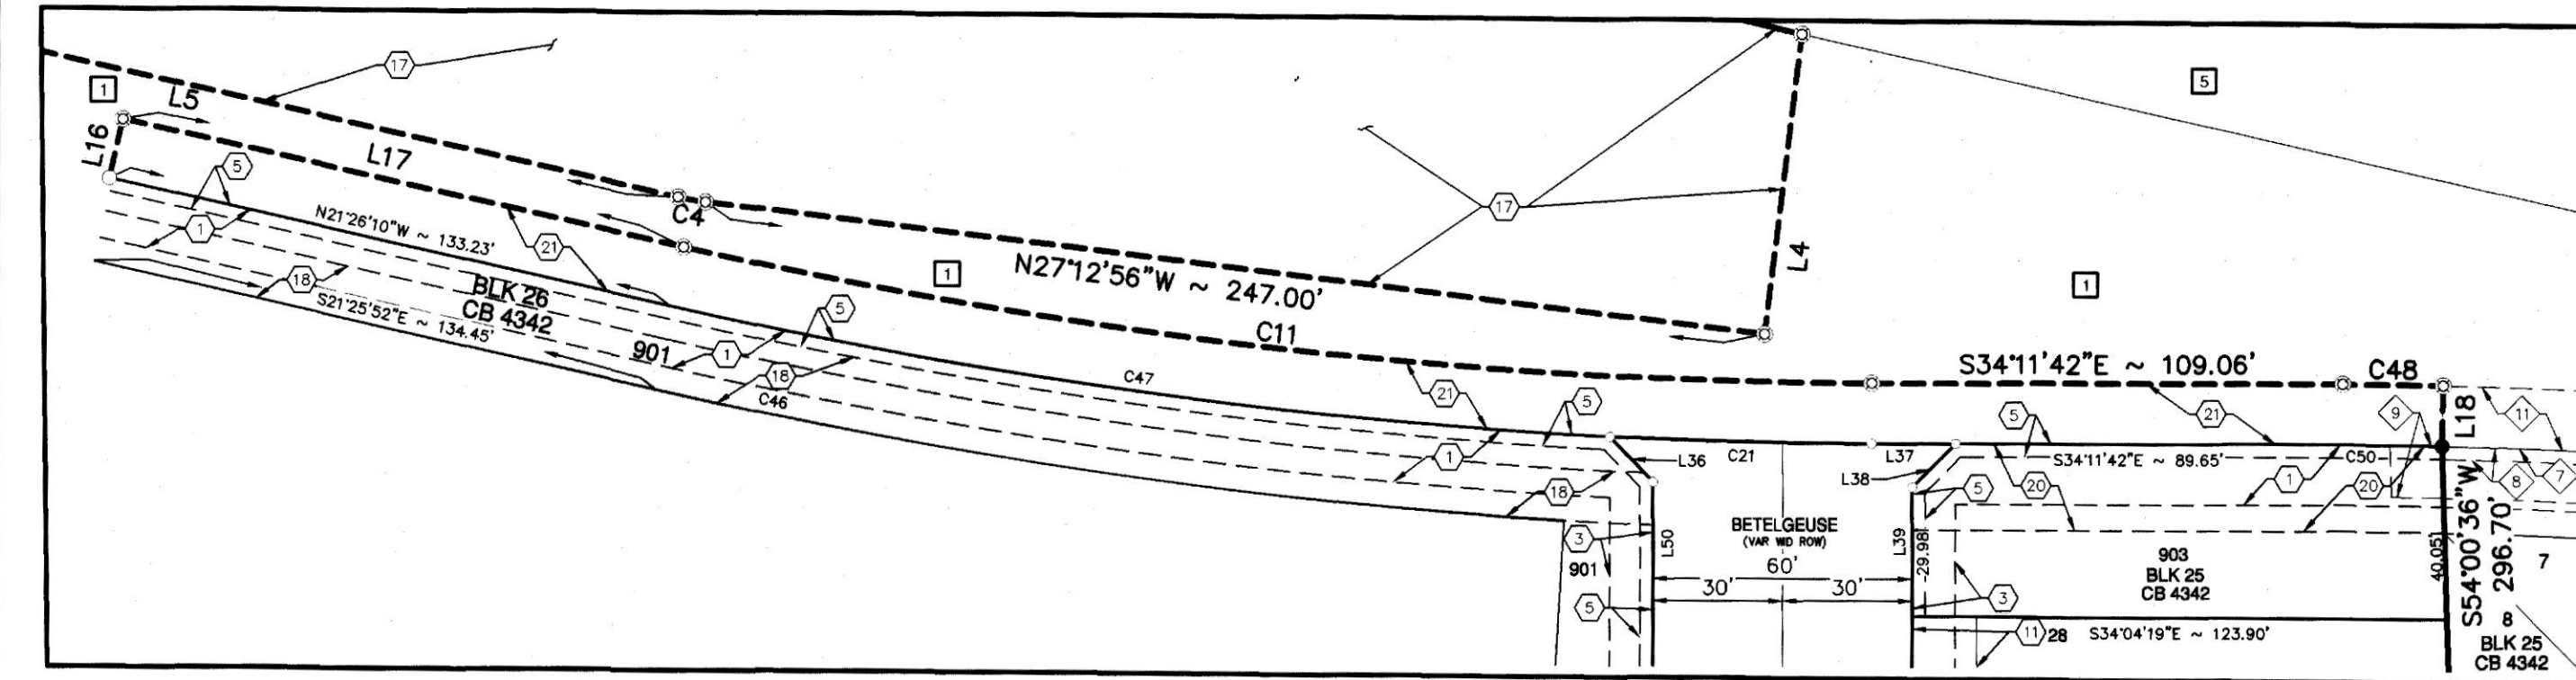 17
5
1
L5
L16
L17
5
C4
17
1
N21°26'10"W ~ 133.23'
21
L4
1
N27°12'56"W ~ 247.00'
1
18
BLK 26
CB 4342
S21°25'52"E ~ 134.45'
5
C11
901
1
18
C47
C46
S34°11'42"E ~ 109.06'
C48
21
5
5
21
9
L18
11
1
L36
C21
L37
S34°11'42"E ~ 89.65'
C50
L38
18
5
20
1
20
8
7
BETELGEUSE
(VAR WID ROW)
3
L50
L39
29.98
40.05'
S54°00'36"W
296.70'
901
60'
30'
30'
903
BLK 25
CB 4342
7
5
3
11
28
S34°04'19"E ~ 123.90'
8
BLK 25
CB 4342